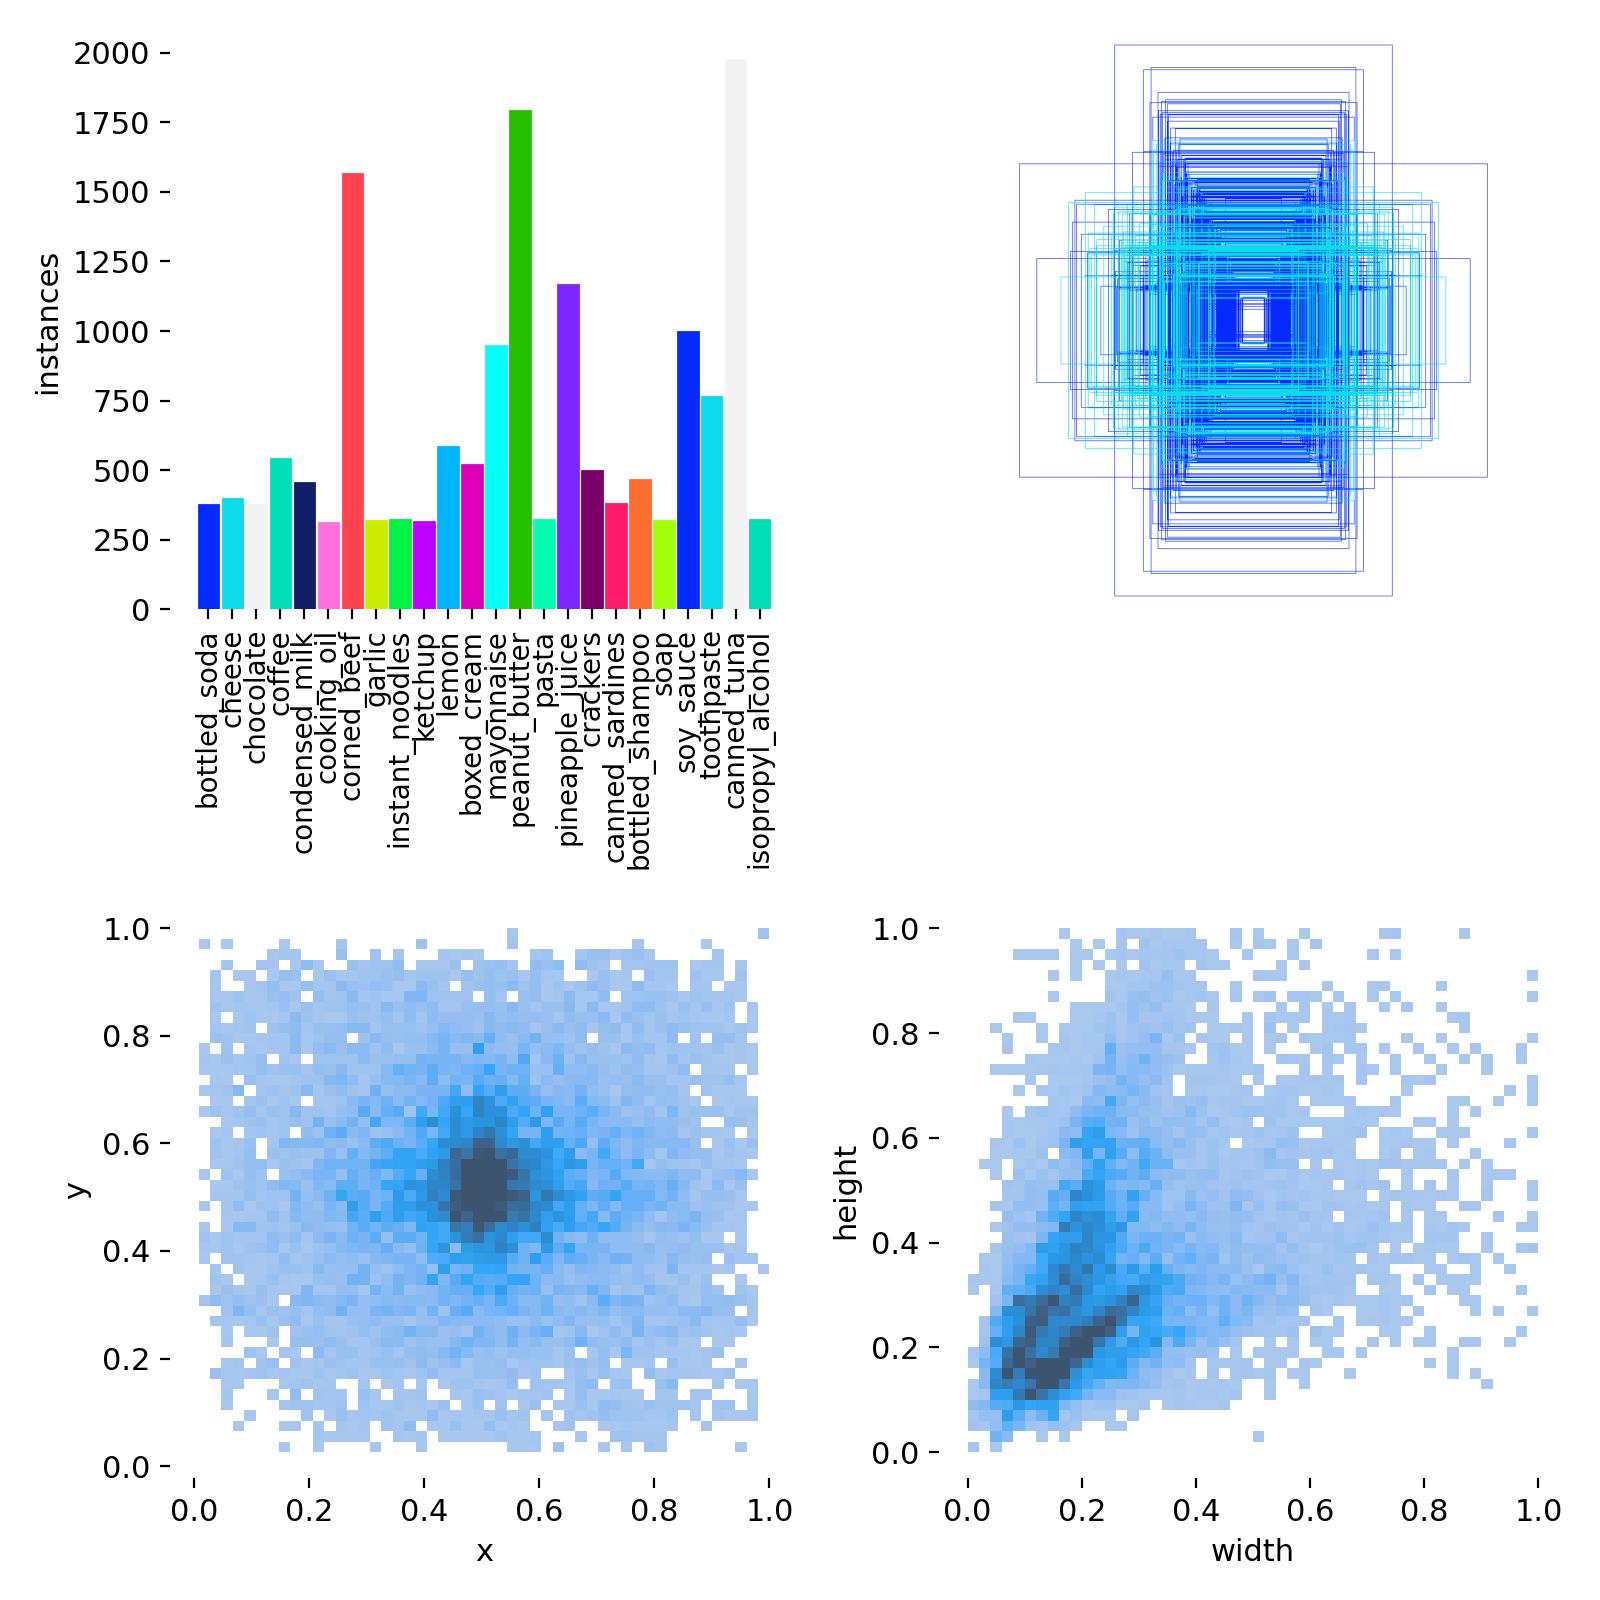 2000
1750
1500
1250
1000
750
500
250
0
instances
bottled_soda
cheese
chocolate
coffee
condensed_milk
cooking_oil
corned_beef
garlic
instant_noodles
ketchup
lemon
boxed_cream
mayonnaise
peanut_butter
pasta
pineapple_juice
crackers
canned_sardines
bottled_shampoo
soap
soy_sauce
toothpaste
canned_tuna
isopropyl_alcohol
1.0
0.8
0.6
0.4
0.2
0.0
y
0.0 0.2 0.4 0.6 0.8 1.0
x
1.0
0.8
0.6
0.4
0.2
0.0
height
0.0 0.2 0.4 0.6 0.8 1.0
width